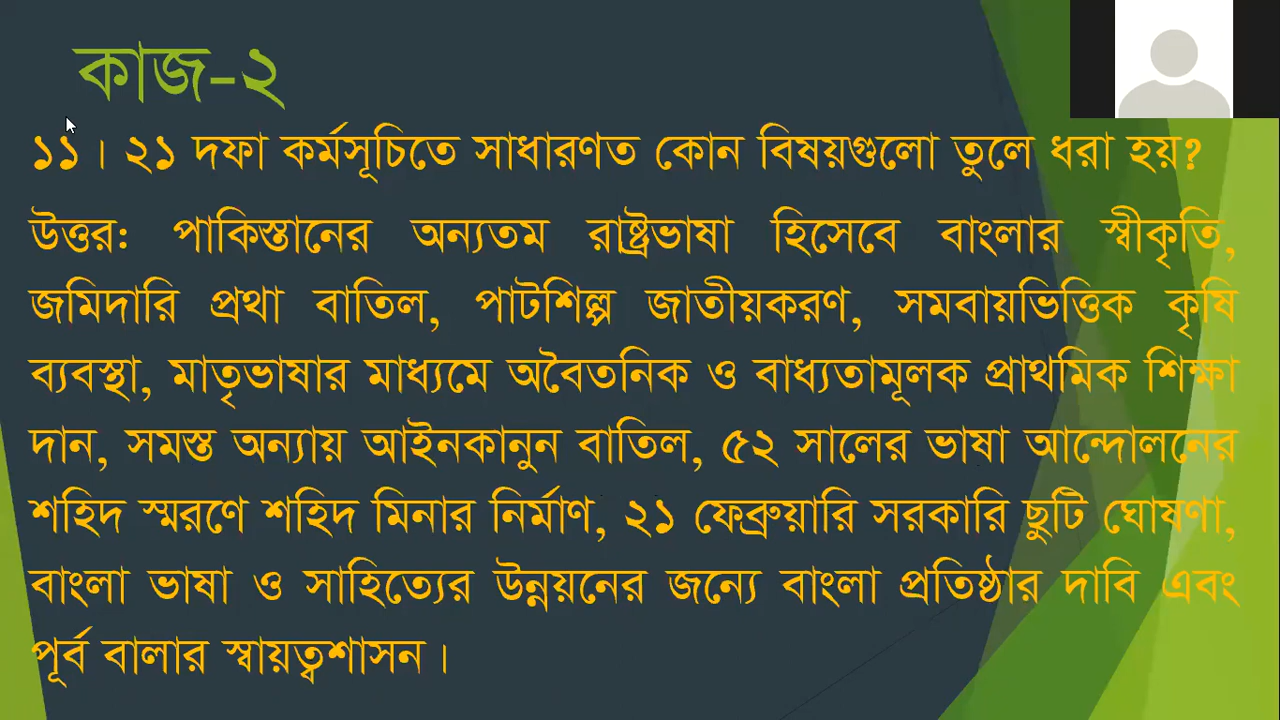 কাজ-২
১১। ২১ দফা কর্মসূচিতে সাধারণত কোন বিষয়গুলো তুলে ধরা হয়?
উত্তর: পাকিস্তানের অন্যতম রাষ্ট্রভাষা হিসেবে বাংলার স্বীকৃতি,
জমিদারি প্রথা বাতিল, পাটশিল্প জাতীয়করণ, সমবায়ভিত্তিক কৃষি
ব্যবস্থা, মাতৃভাষার মাধ্যমে অবৈতনিক ও বাধ্যতামূলক প্রাথমিক শিক্ষা
দান, সমস্ত অন্যায় আইনকানুন বাতিল, ৫২ সালের ভাষা আন্দোলনের
শহিদ স্মরণে শহিদ মিনার নির্মাণ, ২১ ফেব্রুয়ারি সরকারি ছুটি ঘোষণা,
বাংলা ভাষা ও সাহিত্যের উন্নয়নের জন্যে বাংলা প্রতিষ্ঠার দাবি এবং
পূর্ব বালার স্বায়ত্বশাসন।